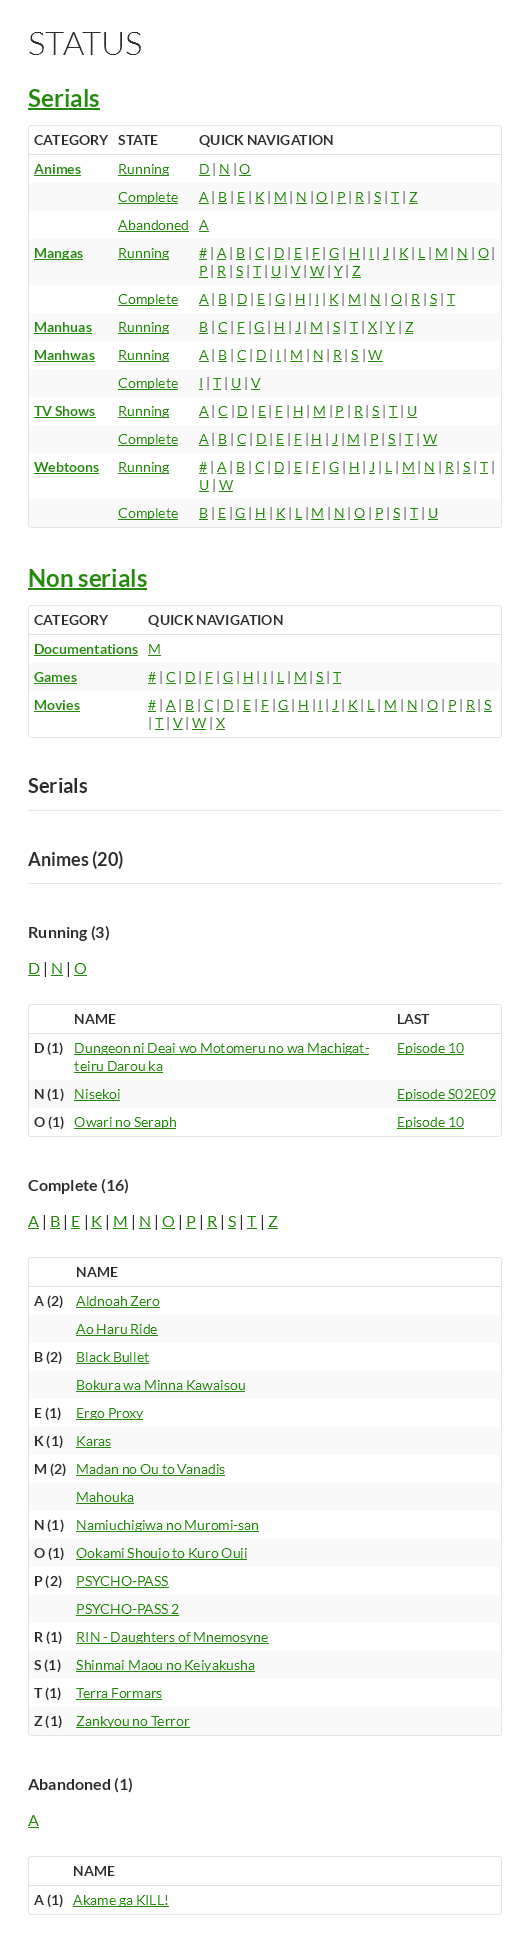 STATUS
Serials
CATEGORY STATE QUICK NAVIGATION
Animes Running D | N | O
Complete A | B | E | K | M | N | O | P | R | S | T | Z
Abandoned A
Mangas Running # | A | B | C | D | E | F | G | H | I | J | K | L | M | N | O |
P | R | S | T | U | V | W | Y | Z
Complete A | B | D | E | G | H | I | K | M | N | O | R | S | T
Manhuas Running B | C | F | G | H | J | M | S | T | X | Y | Z
Manhwas Running A | B | C | D | I | M | N | R | S | W
Complete I | T | U | V
TV Shows Running A | C | D | E | F | H | M | P | R | S | T | U
Complete A | B | C | D | E | F | H | J | M | P | S | T | W
Webtoons Running # | A | B | C | D | E | F | G | H | J | L | M | N | R | S | T |
U | W
Complete B | E | G | H | K | L | M | N | O | P | S | T | U
Non serials
CATEGORY QUICK NAVIGATION
Documentations M
Games # | C | D | F | G | H | I | L | M | S | T
Movies # | A | B | C | D | E | F | G | H | I | J | K | L | M | N | O | P | R | S
| T | V | W | X
Serials
Animes (20)
Running (3)
D | N | O
NAME LAST
D (1) Dungeon ni Deai wo Motomeru no wa Machigat- Episode 10
teiru Darou ka
N (1) Nisekoi Episode S02E09
O (1) Owari no Seraph Episode 10
Complete (16)
A | B | E | K | M | N | O | P | R | S | T | Z
NAME
A (2) Aldnoah Zero
Ao Haru Ride
B (2) Black Bullet
Bokura wa Minna Kawaisou
E (1) Ergo Proxy
K (1) Karas
M (2) Madan no Ou to Vanadis
Mahouka
N (1) Namiuchigiwa no Muromi-san
O (1) Ookami Shoujo to Kuro Ouji
P (2) PSYCHO-PASS
PSYCHO-PASS 2
R (1) RIN - Daughters of Mnemosyne
S (1) Shinmai Maou no Keiyakusha
T (1) Terra Formars
Z (1) Zankyou no Terror
Abandoned (1)
A
NAME
A (1) Akame ga KILL!